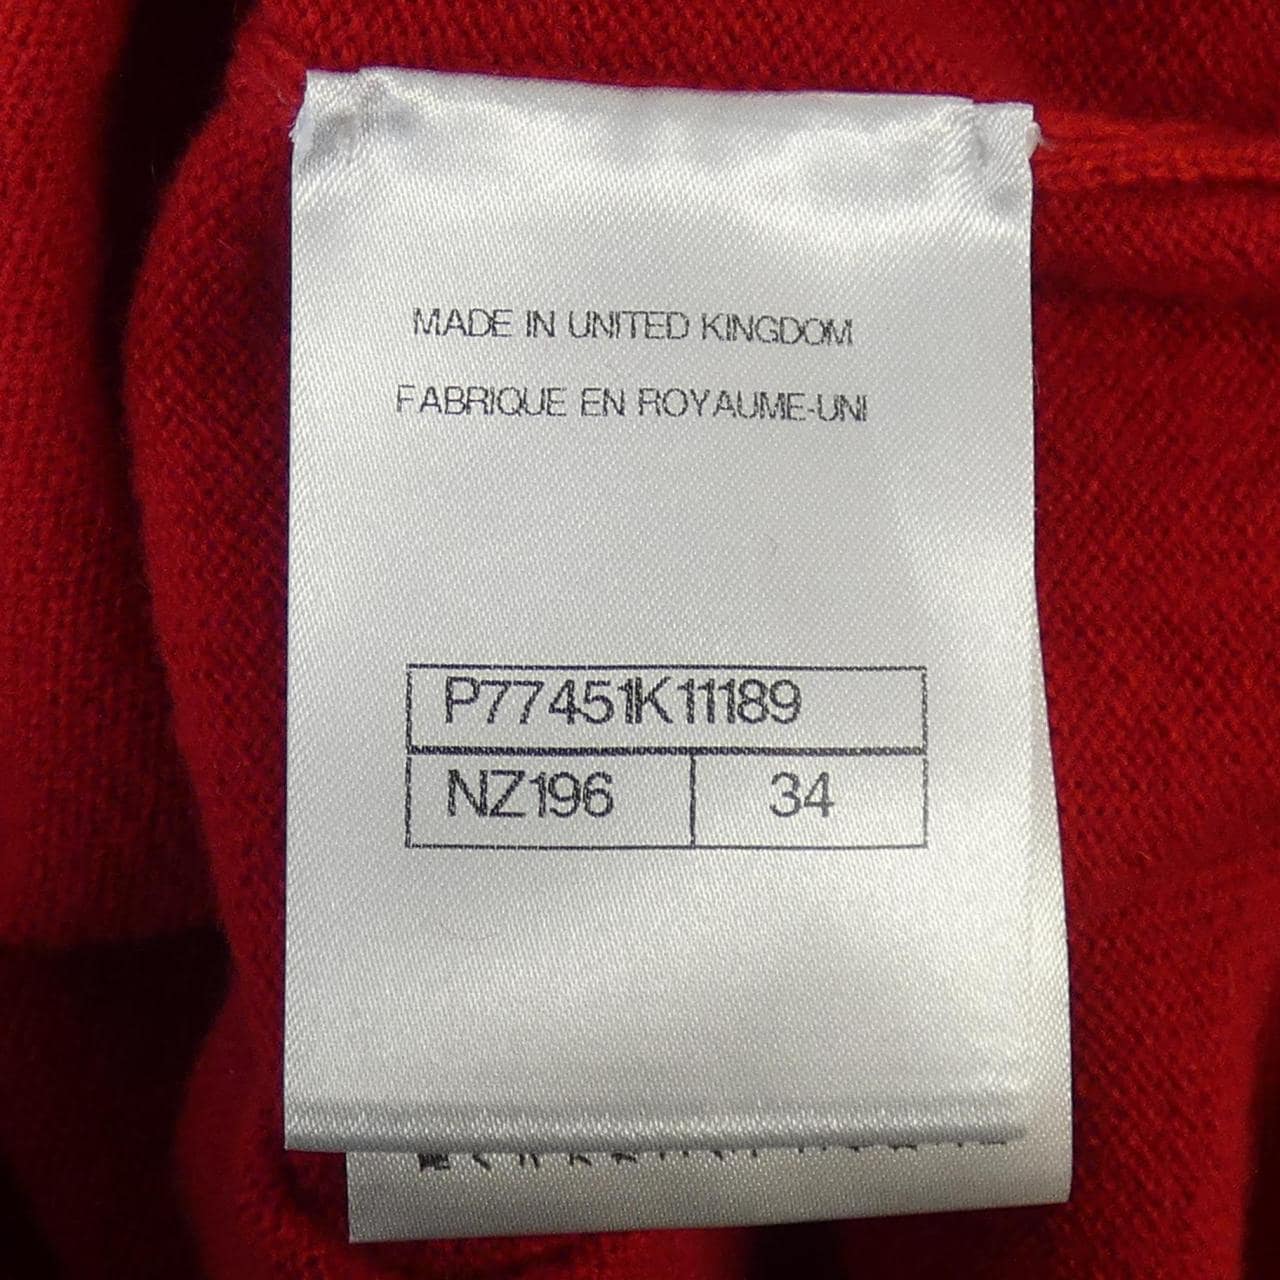 MADE IN UNITED KINGDOM
FABRIQUE EN ROYAUME-UNI
P77451K11189
NZ196 34